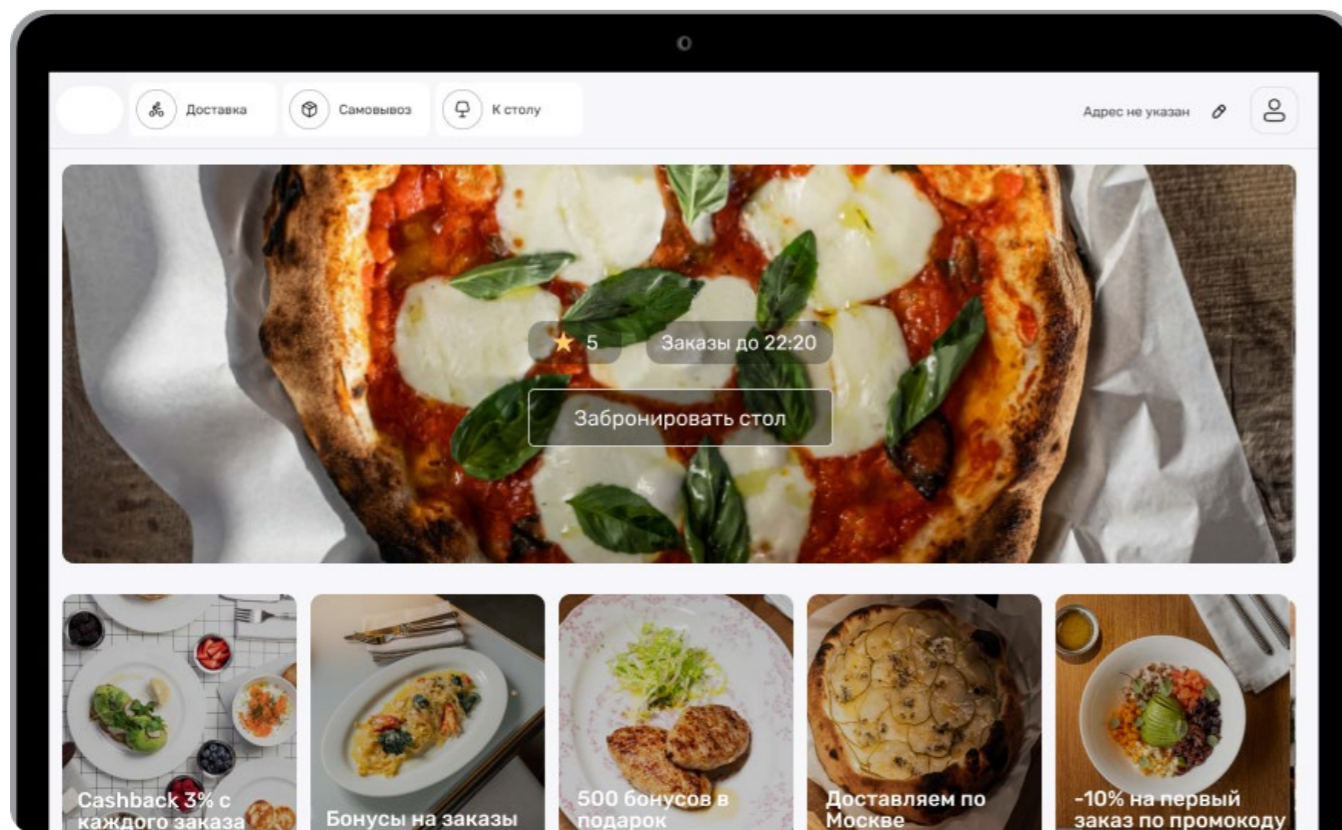 Доставка
Самовывоз
К столу
Адрес не указан
5
Заказы до 22:20
Забронировать стол
Cashback 3% с
каждого заказа
Бонусы на заказы
500 бонусов в
подарок
Доставляем по
Москве
-10% на первый
заказ по промокоду